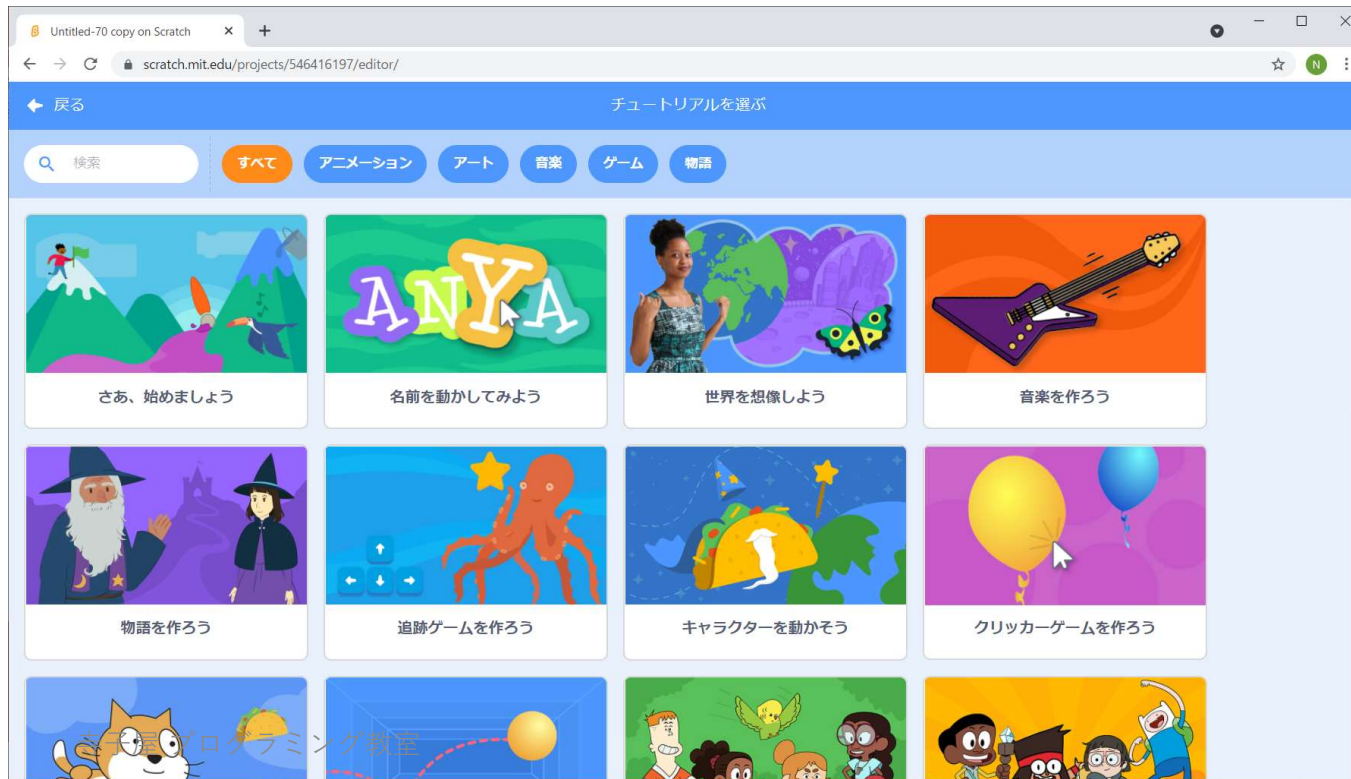 Untitled-70 copy on Scratch
scratch.mit.edu/projects/546416197/editor/
N
戻る
チュートリアルを選ぶ
検索
すべて
アニメーション
アート
音楽
ゲーム
物語
ANYA
さあ、始めましょう
名前を動かしてみよう
世界を想像しよう
音楽を作ろう
物語を作ろう
追跡ゲームを作ろう
キャラクターを動かそう
クリッカーゲームを作ろう
プログラミング教室